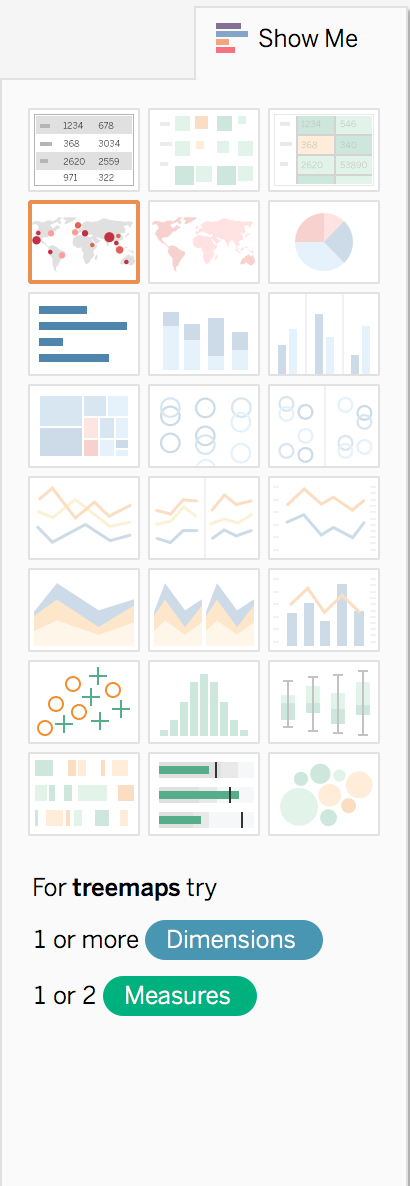 Show Me
1234 678
368 3034
2620 2559
971 322
1234 546
368 340
2620 53890
For treemaps try
1 or more Dimensions
1 or 2 Measures